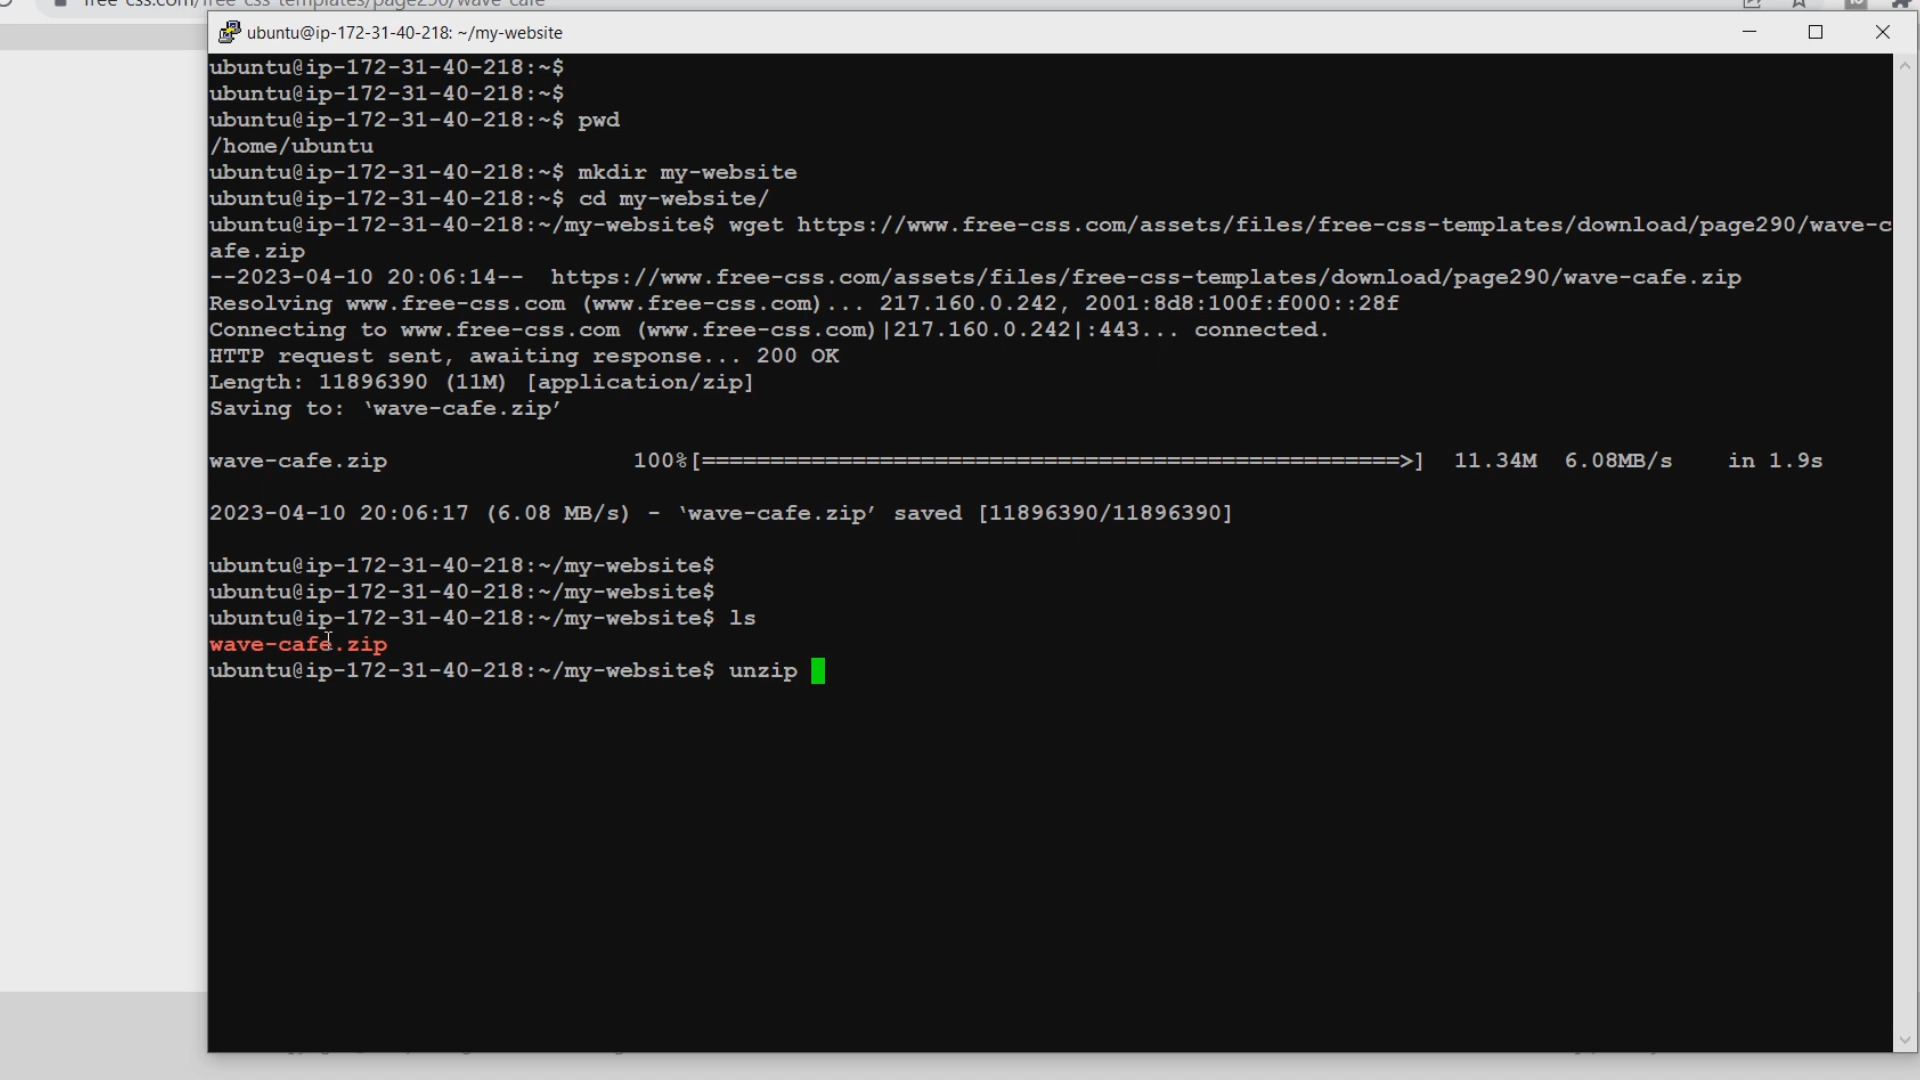 free-css.com/free-css-templates/page290/wave-cafe
ubuntu@ip-172-31-40-218: ~/my-website
ubuntu@ip-172-31-40-218:~$
ubuntu@ip-172-31-40-218:~$
ubuntu@ip-172-31-40-218:~$ pwd
/home/ubuntu
ubuntu@ip-172-31-40-218:~$ mkdir my-website
ubuntu@ip-172-31-40-218:~$ cd my-website/
ubuntu@ip-172-31-40-218:~/my-website$ wget https://www.free-css.com/assets/files/free-css-templates/download/page290/wave-c
afe.zip
--2023-04-10 20:06:14--  https://www.free-css.com/assets/files/free-css-templates/download/page290/wave-cafe.zip
Resolving www.free-css.com (www.free-css.com)... 217.160.0.242, 2001:8d8:100f:f000::28f
Connecting to www.free-css.com (www.free-css.com)|217.160.0.242|:443... connected.
HTTP request sent, awaiting response... 200 OK
Length: 11896390 (11M) [application/zip]
Saving to: ‘wave-cafe.zip’
wave-cafe.zip                  100%[===================================================>]  11.34M  6.08MB/s    in 1.9s
2023-04-10 20:06:17 (6.08 MB/s) - ‘wave-cafe.zip’ saved [11896390/11896390]
ubuntu@ip-172-31-40-218:~/my-website$
ubuntu@ip-172-31-40-218:~/my-website$
ubuntu@ip-172-31-40-218:~/my-website$ ls
wave-cafe.zip
ubuntu@ip-172-31-40-218:~/my-website$ unzip